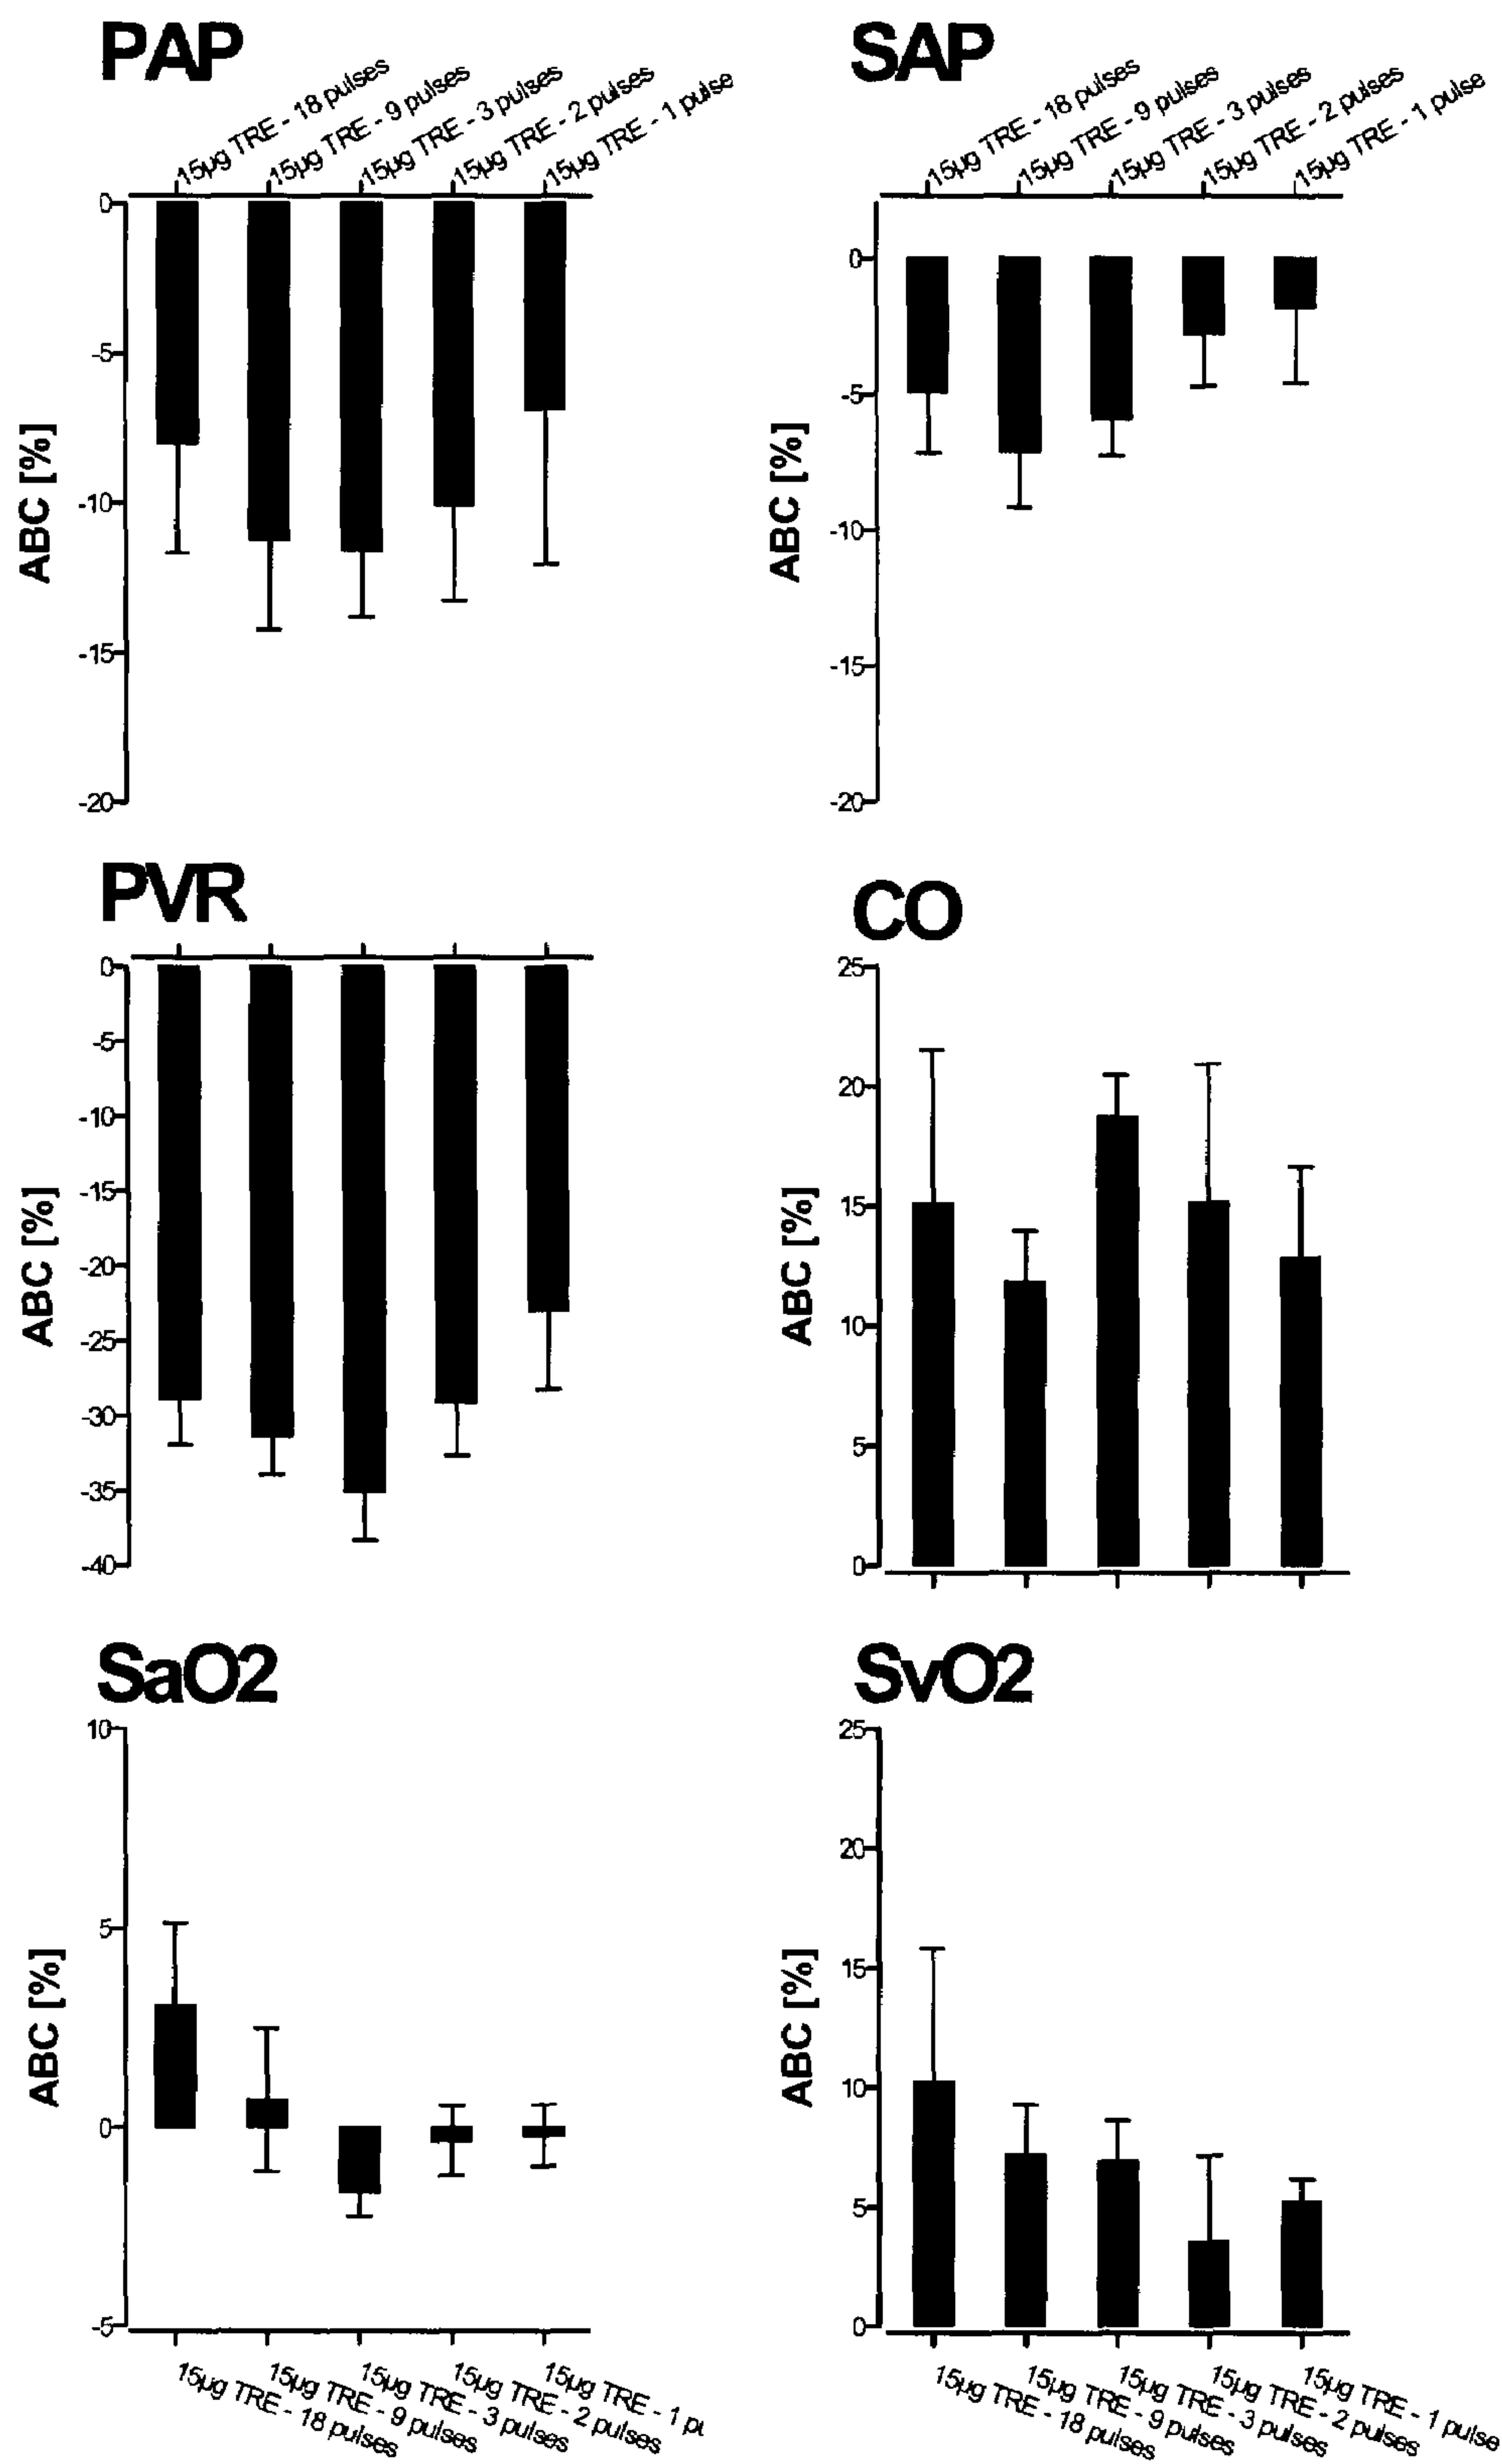 PAP
15µg TRE - 18 pulses
15µg TRE - 9 pulses
15µg TRE - 3 pulses
15µg TRE - 2 pulses
15µg TRE - 1 pulse
0
-5
-10
-15
-20
ABC [%]
SAP
15µg TRE - 18 pulses
15µg TRE - 9 pulses
15µg TRE - 3 pulses
15µg TRE - 2 pulses
15µg TRE - 1 pulse
0
-5
-10
-15
-20
ABC [%]
PVR
0
-5
-10
-15
-20
-25
-30
-35
-40
ABC [%]
CO
25
20
15
10
5
0
ABC [%]
SaO2
10
5
0
-5
ABC [%]
15µg TRE - 18 pulses
15µg TRE - 9 pulses
15µg TRE - 3 pulses
15µg TRE - 2 pulses
15µg TRE - 1 pu
SvO2
25
20
15
10
5
0
ABC [%]
15µg TRE - 18 pulses
15µg TRE - 9 pulses
15µg TRE - 3 pulses
15µg TRE - 2 pulses
15µg TRE - 1 pulse